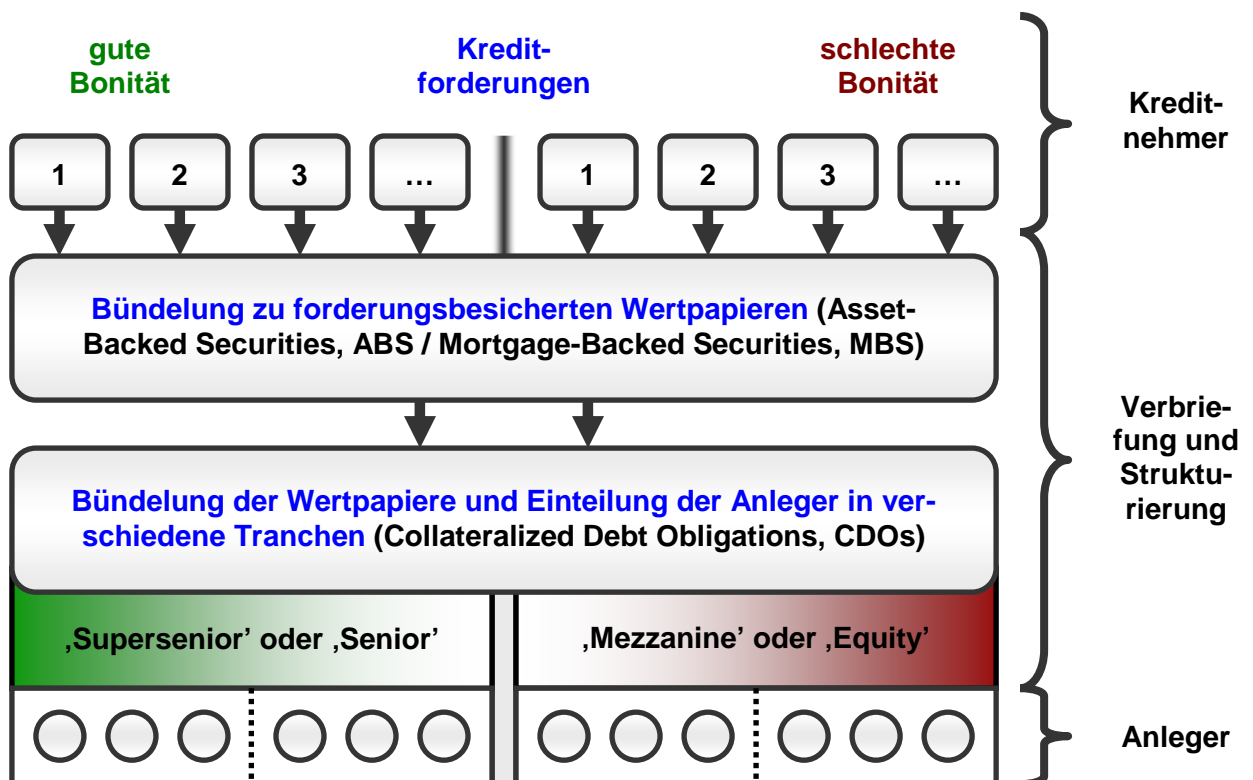 gute
Bonität
Kredit-
forderungen
schlechte
Bonität
Kredit-
nehmer
1
2
3
…
1
2
3
…
Bündelung zu forderungsbesicherten Wertpapieren (Asset-
Backed Securities, ABS / Mortgage-Backed Securities, MBS)
Verbrie-
fung und
Struktu-
rierung
Bündelung der Wertpapiere und Einteilung der Anleger in ver-
schiedene Tranchen (Collateralized Debt Obligations, CDOs)
‚Supersenior’ oder ‚Senior’
‚Mezzanine’ oder ‚Equity’
Anleger